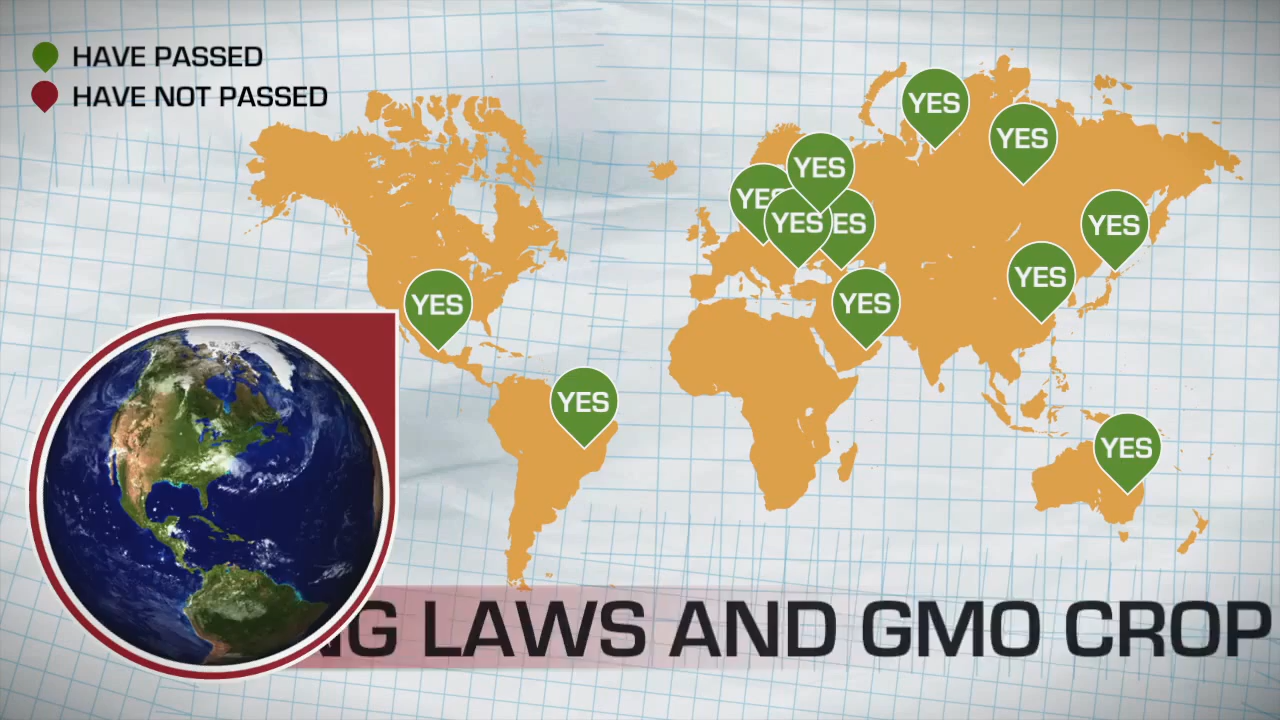 HAVE PASSED
HAVE NOT PASSED
YES
YES
YES
YES
YES
YES
YES
YES
YES
YES
YES
YES
LAWS AND GMO CROP